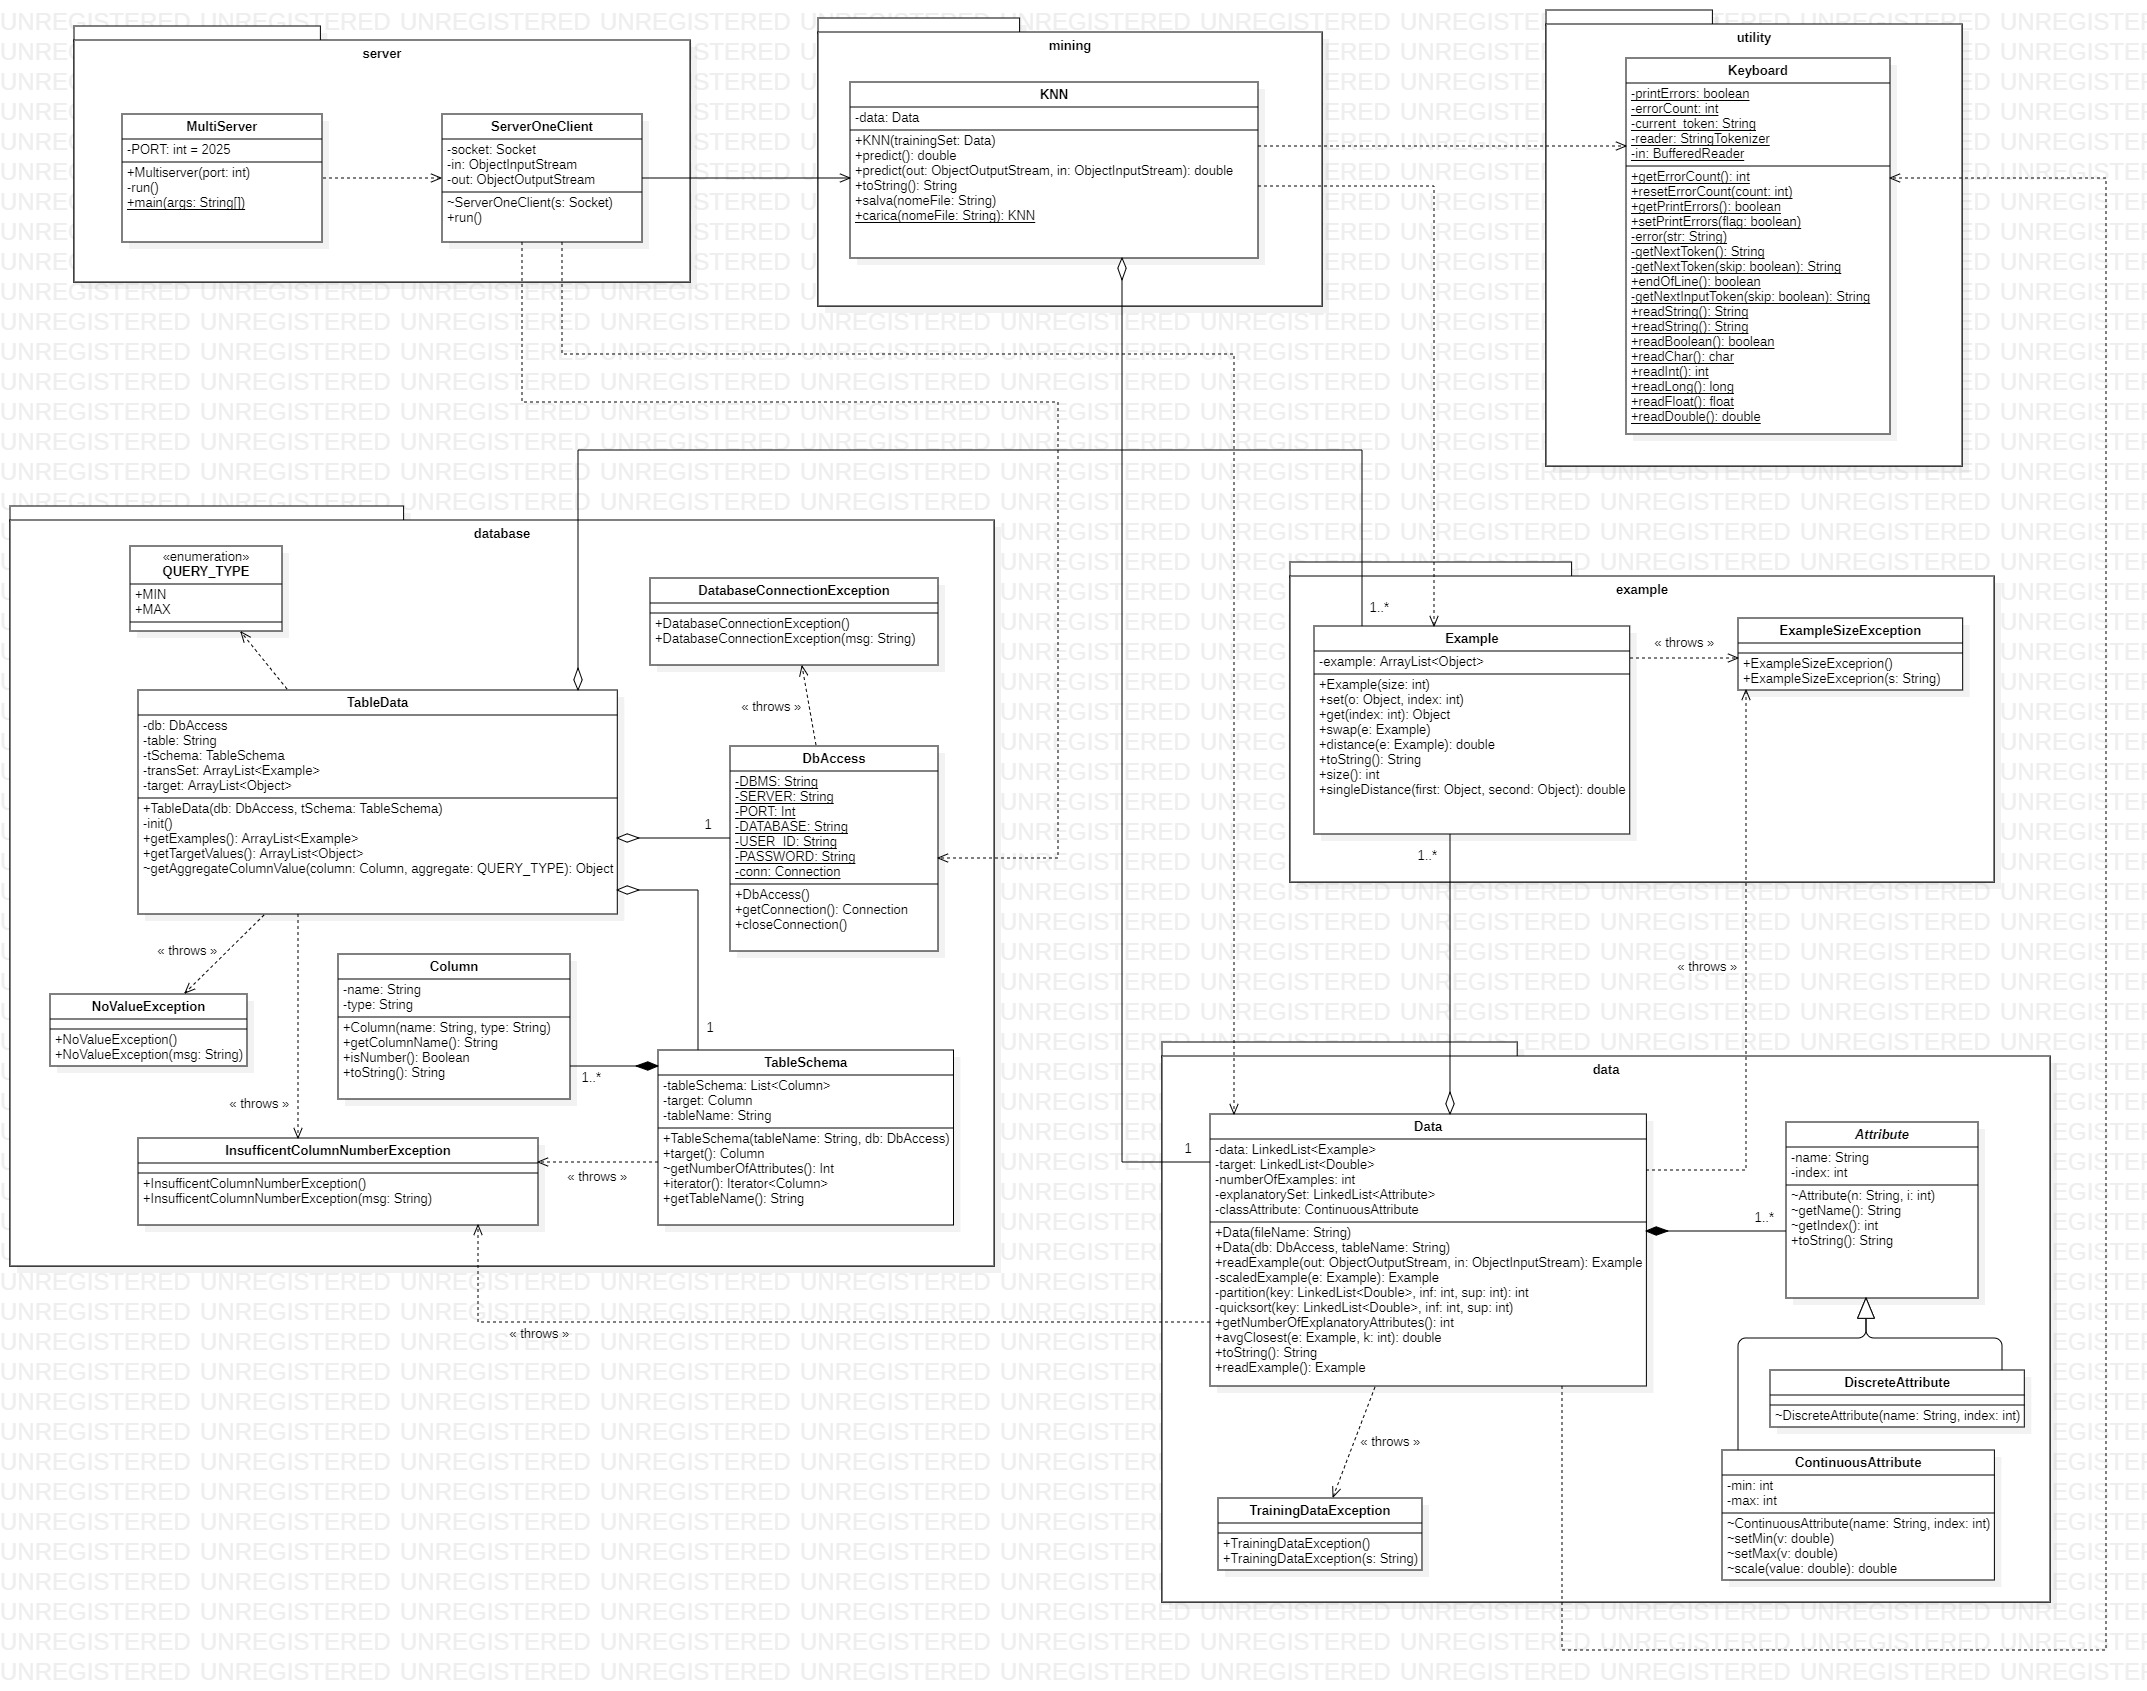 server
MultiServer
-PORT: int = 2025
+Multiserver(port: int)
-run()
+main(args: String[])
ServerOneClient
-socket: Socket
-in: ObjectInputStream
-out: ObjectOutputStream
~ServerOneClient(s: Socket)
+run()
mining
KNN
-data: Data
+KNN(trainingSet: Data)
+predict(): double
+predict(out: ObjectOutputStream, in: ObjectInputStream): double
+toString(): String
+salva(nomeFile: String)
+carica(nomeFile: String): KNN
utility
Keyboard
-printErrors: boolean
-errorCount: int
-current_token: String
-reader: StringTokenizer
-in: BufferedReader
+getErrorCount(): int
+resetErrorCount(count: int)
+getPrintErrors(): boolean
+setPrintErrors(flag: boolean)
-error(str: String)
-getNextToken(): String
-getNextToken(skip: boolean): String
+endOfLine(): boolean
-getNextInputToken(skip: boolean): String
+readString(): String
+readString(): String
+readBoolean(): boolean
+readChar(): char
+readInt(): int
+readLong(): long
+readFloat(): float
+readDouble(): double
database
«enumeration»
QUERY_TYPE
+MIN
+MAX
DatabaseConnectionException
+DatabaseConnectionException()
+DatabaseConnectionException(msg: String)
« throws »
TableData
-db: DbAccess
-table: String
-tSchema: TableSchema
-transSet: ArrayList<Example>
-target: ArrayList<Object>
+TableData(db: DbAccess, tSchema: TableSchema)
-init()
+getExamples(): ArrayList<Example>
+getTargetValues(): ArrayList<Object>
~getAggregateColumnValue(column: Column, aggregate: QUERY_TYPE): Object
1
DbAccess
-DBMS: String
-SERVER: String
-PORT: Int
-DATABASE: String
-USER_ID: String
-PASSWORD: String
-conn: Connection
+DbAccess()
+getConnection(): Connection
+closeConnection()
« throws »
NoValueException
+NoValueException()
+NoValueException(msg: String)
Column
-name: String
-type: String
+Column(name: String, type: String)
+getColumnName(): String
+isNumber(): Boolean
+toString(): String
1..*
1
TableSchema
-tableSchema: List<Column>
-target: Column
-tableName: String
+TableSchema(tableName: String, db: DbAccess)
+target(): Column
~getNumberOfAttributes(): Int
+iterator(): Iterator<Column>
+getTableName(): String
« throws »
InsufficentColumnNumberException
+InsufficentColumnNumberException()
+InsufficentColumnNumberException(msg: String)
« throws »
« throws »
example
1..*
Example
-example: ArrayList<Object>
+Example(size: int)
+set(o: Object, index: int)
+get(index: int): Object
+swap(e: Example)
+distance(e: Example): double
+toString(): String
+size(): int
+singleDistance(first: Object, second: Object): double
« throws »
ExampleSizeException
+ExampleSizeExceprion()
+ExampleSizeExceprion(s: String)
1..*
« throws »
data
1
Data
-data: LinkedList<Example>
-target: LinkedList<Double>
-numberOfExamples: int
-explanatorySet: LinkedList<Attribute>
-classAttribute: ContinuousAttribute
+Data(fileName: String)
+Data(db: DbAccess, tableName: String)
+readExample(out: ObjectOutputStream, in: ObjectInputStream): Example
-scaledExample(e: Example): Example
-partition(key: LinkedList<Double>, inf: int, sup: int): int
-quicksort(key: LinkedList<Double>, inf: int, sup: int)
+getNumberOfExplanatoryAttributes(): int
+avgClosest(e: Example, k: int): double
+toString(): String
+readExample(): Example
1..*
Attribute
-name: String
-index: int
~Attribute(n: String, i: int)
~getName(): String
~getIndex(): int
+toString(): String
DiscreteAttribute
~DiscreteAttribute(name: String, index: int)
ContinuousAttribute
-min: int
-max: int
~ContinuousAttribute(name: String, index: int)
~setMin(v: double)
~setMax(v: double)
~scale(value: double): double
« throws »
TrainingDataException
+TrainingDataException()
+TrainingDataException(s: String)
UNREGISTERED